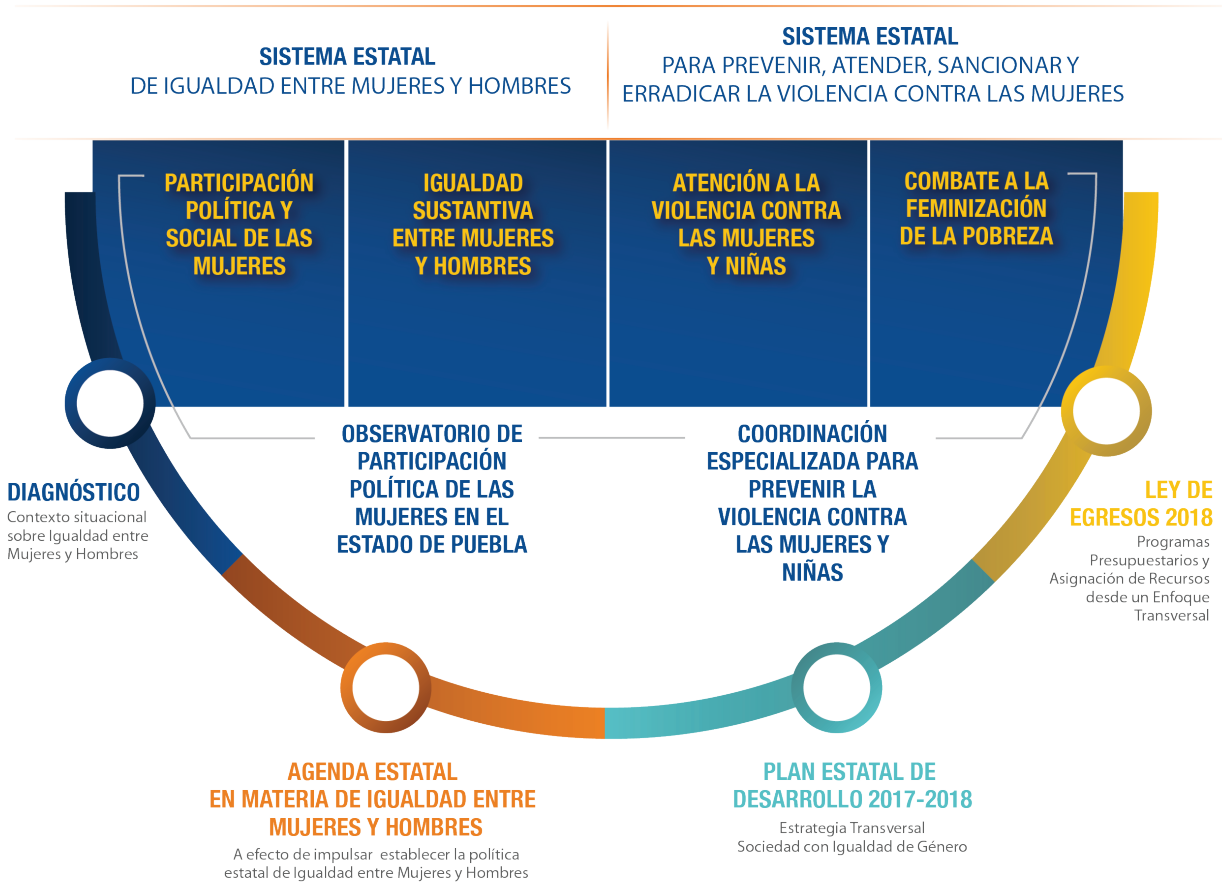 SISTEMA ESTATAL
DE IGUALDAD ENTRE MUJERES Y HOMBRES
SISTEMA ESTATAL
PARA PREVENIR, ATENDER, SANCIONAR Y
ERRADICAR LA VIOLENCIA CONTRA LAS MUJERES
PARTICIPACIÓN
POLÍTICA Y
SOCIAL DE LAS
MUJERES
IGUALDAD
SUSTANTIVA
ENTRE MUJERES
Y HOMBRES
ATENCIÓN A LA
VIOLENCIA CONTRA
LAS MUJERES
Y NIÑAS
COMBATE A LA
FEMINIZACIÓN
DE LA POBREZA
OBSERVATORIO DE
PARTICIPACIÓN
POLÍTICA DE LAS
MUJERES EN EL
ESTADO DE PUEBLA
COORDINACIÓN
ESPECIALIZADA PARA
PREVENIR LA
VIOLENCIA CONTRA
LAS MUJERES Y
NIÑAS
DIAGNÓSTICO
Contexto situacional
sobre Igualdad entre
Mujeres y Hombres
AGENDA ESTATAL
EN MATERIA DE IGUALDAD ENTRE
MUJERES Y HOMBRES
A efecto de impulsar establecer la política
estatal de Igualdad entre Mujeres y Hombres
PLAN ESTATAL DE
DESARROLLO 2017-2018
Estrategia Transversal
Sociedad con Igualdad de Género
LEY DE
EGRESOS 2018
Programas
Presupuestarios y
Asignación de Recursos
desde un Enfoque
Transversal